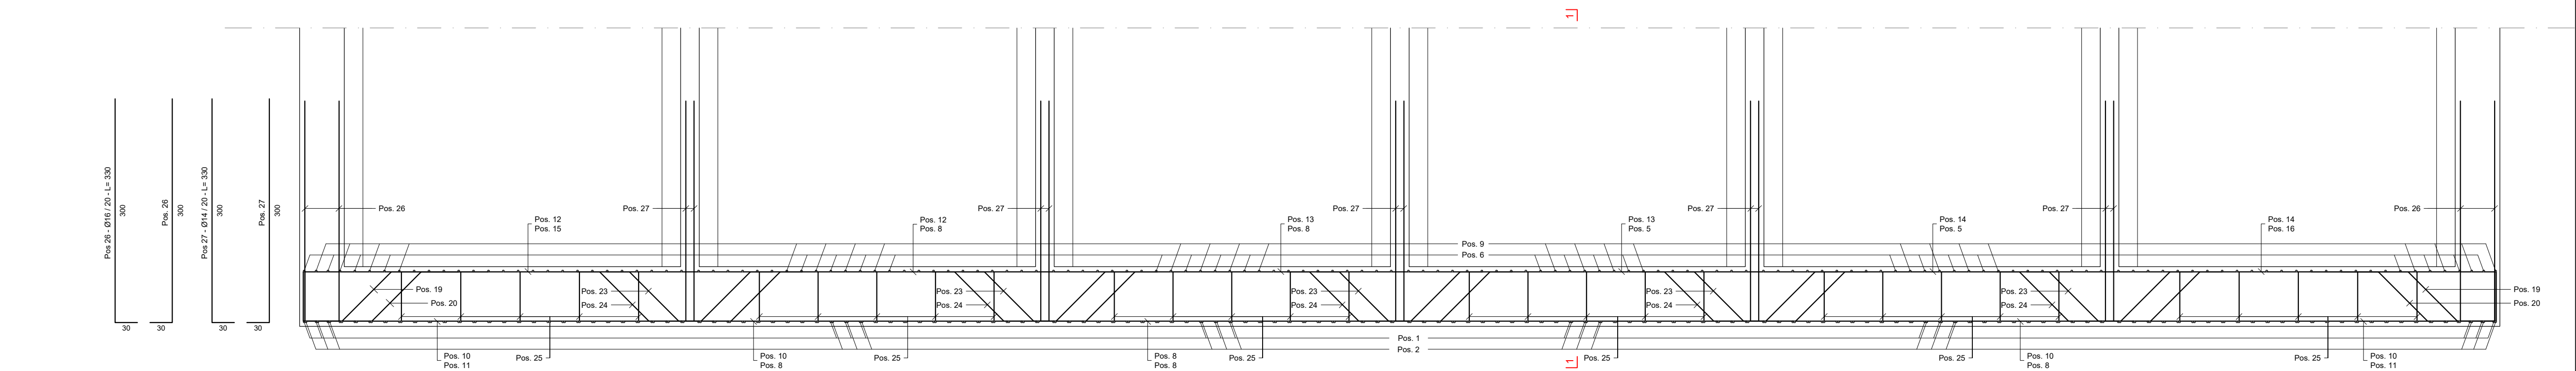 1
Pos 26 - Ø16 / 20 - L= 330
300
30
Pos. 26
300
30
Pos 27 - Ø14 / 20 - L= 330
300
30
Pos. 27
300
30
Pos. 26
Pos. 27
Pos. 27
Pos. 27
Pos. 27
Pos. 27
Pos. 26
Pos. 12
Pos. 15
Pos. 12
Pos. 8
Pos. 13
Pos. 8
Pos. 13
Pos. 5
Pos. 14
Pos. 5
Pos. 14
Pos. 16
Pos. 9
Pos. 6
Pos. 19
Pos. 20
Pos. 23
Pos. 24
Pos. 23
Pos. 24
Pos. 23
Pos. 24
Pos. 23
Pos. 24
Pos. 23
Pos. 24
Pos. 19
Pos. 20
Pos. 1
Pos. 2
Pos. 10
Pos. 11
Pos. 25
Pos. 10
Pos. 8
Pos. 25
Pos. 8
Pos. 8
Pos. 25
1
Pos. 25
Pos. 25
Pos. 10
Pos. 8
Pos. 25
Pos. 10
Pos. 11